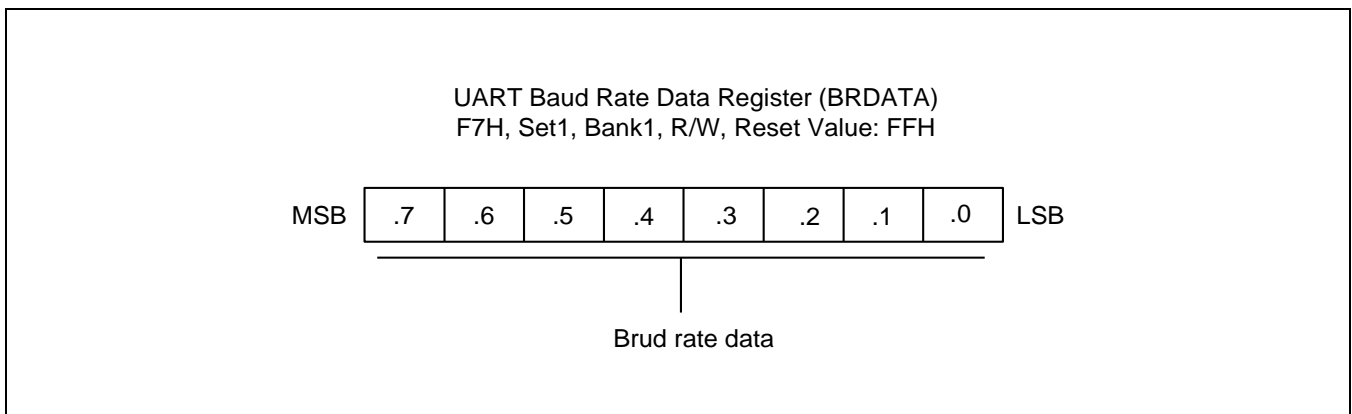 UART Baud Rate Data Register (BRDATA)
F7H, Set1, Bank1, R/W, Reset Value: FFH
MSB .7 .6 .5 .4 .3 .2 .1 .0 LSB
Brud rate data